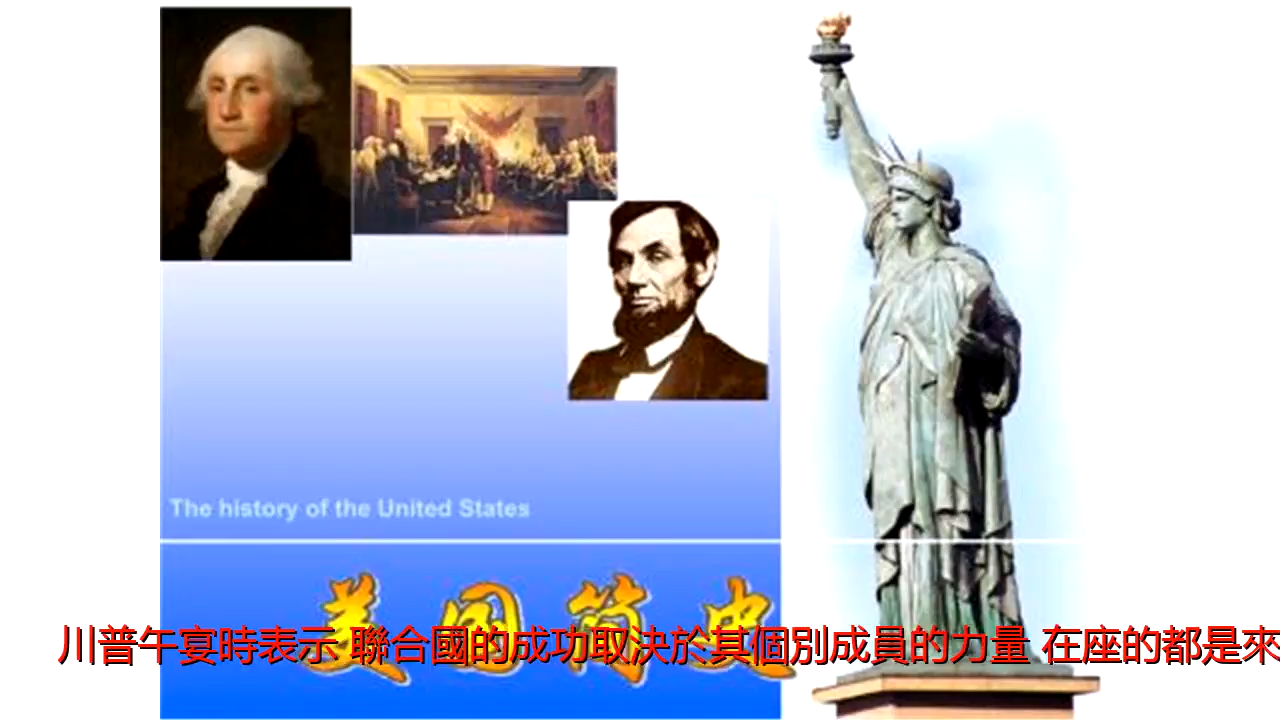 The history of the United States
美国简史
川普午宴時表示 聯合國的成功取決於其個別成員的力量 在座的都是來